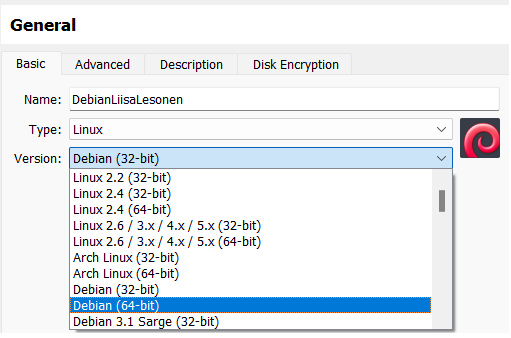 General
Basic Advanced Description Disk Encryption
Name: DebianLiisaLesonen
Type: Linux
Version: Debian (32-bit)
Linux 2.2 (32-bit)
Linux 2.4 (32-bit)
Linux 2.4 (64-bit)
Linux 2.6 / 3.x / 4.x / 5.x (32-bit)
Linux 2.6 / 3.x / 4.x / 5.x (64-bit)
Arch Linux (32-bit)
Arch Linux (64-bit)
Debian (32-bit)
Debian (64-bit)
Debian 3.1 Sarge (32-bit)